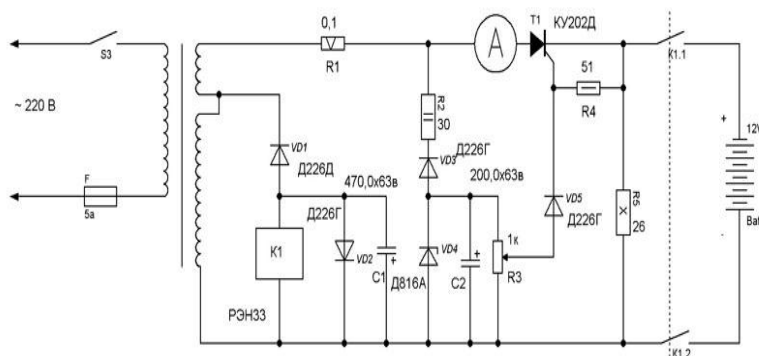 0,1
T1
КУ202Д
S3
А
K1.1
R1
51
~ 220 В
R2
30
R4
12V
+
VD1
Д226Д
VD3
Д226Г
F
5а
470,0х63в
200,0х63в
Д226Г
VD5
Д226Г
R5
26
Bat
K1
1к
VD2
C1
+
Д816А
VD4
C2
+
R3
РЭН33
K1.2